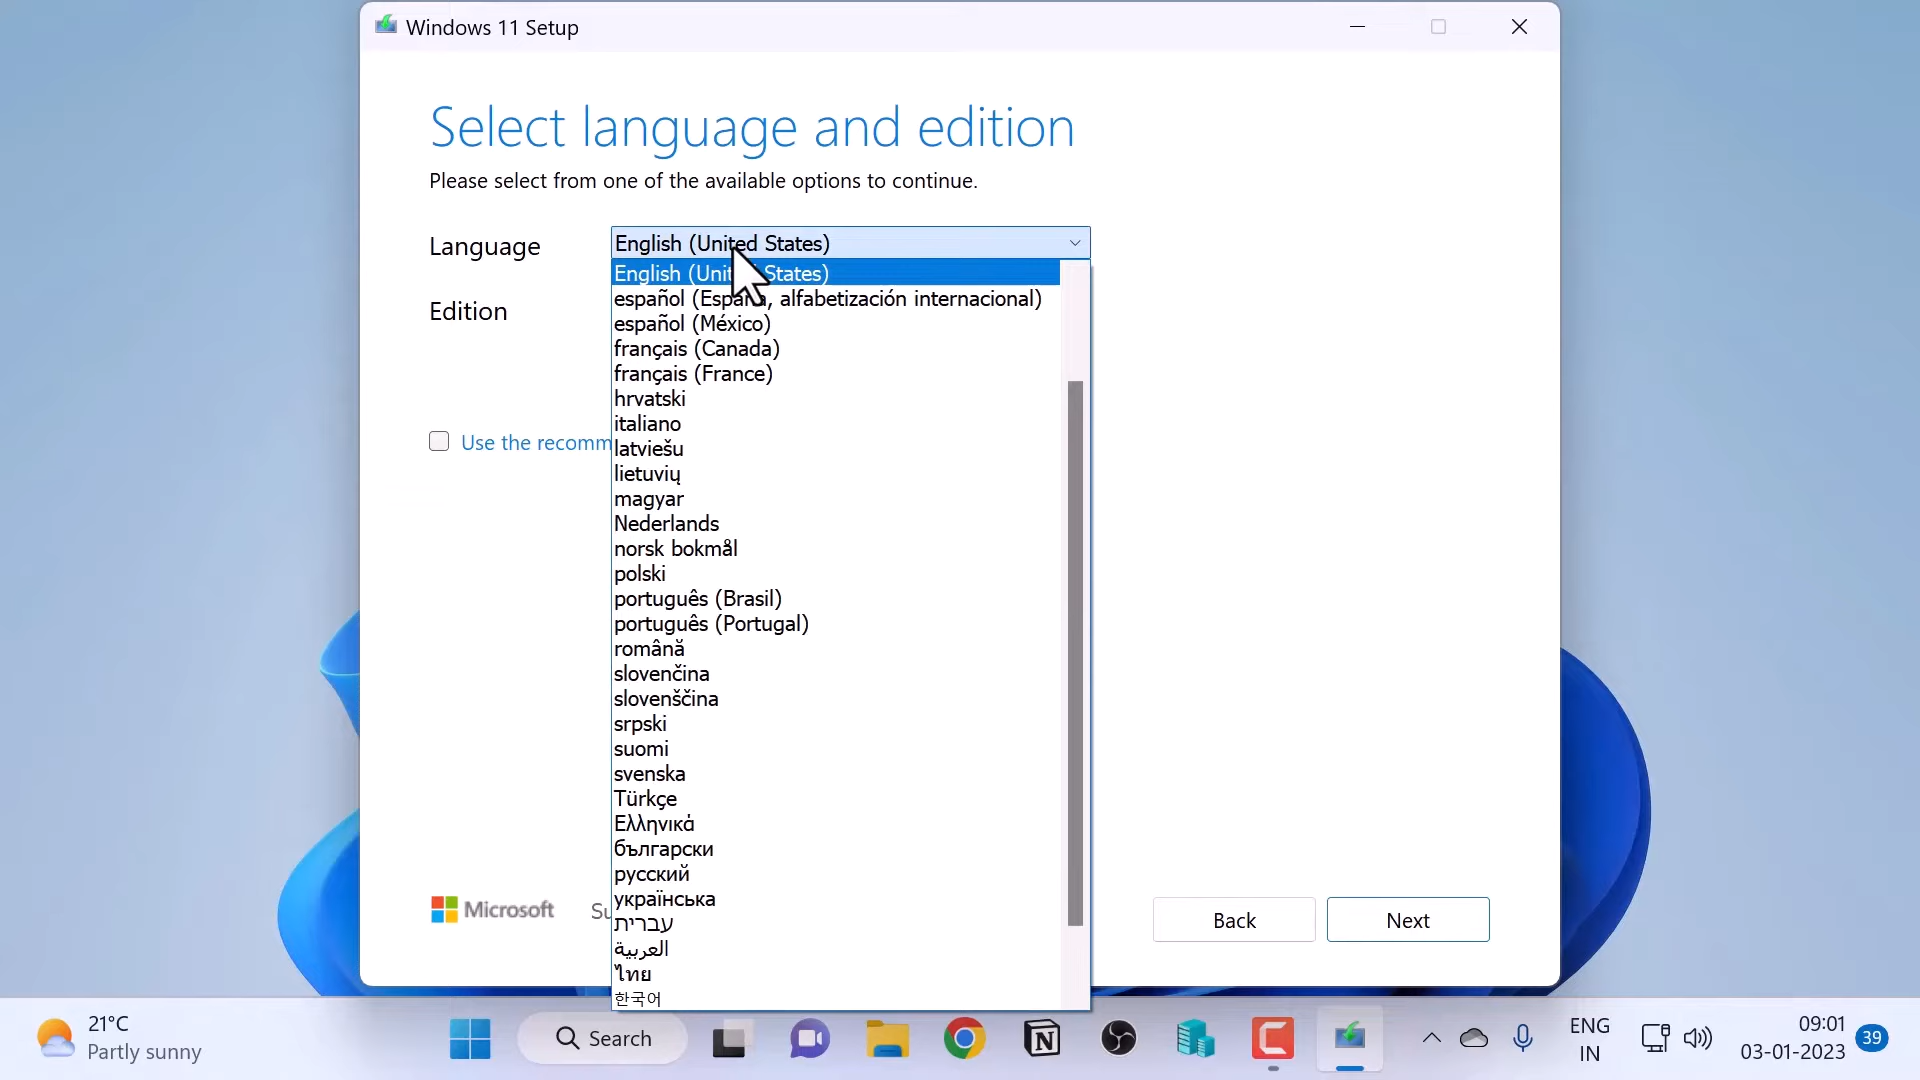 Windows 11 Setup
Select language and edition
Please select from one of the available options to continue.
Language
English (United States)
English (Unit States)
español (España, alfabetización internacional)
Edition
español (México)
français (Canada)
français (France)
hrvatski
italiano
Use the recomm
latviešu
lietuvių
magyar
Nederlands
norsk bokmål
polski
português (Brasil)
português (Portugal)
română
slovenčina
slovenščina
srpski
suomi
svenska
Türkçe
Ελληνικά
български
русский
українська
עברית
العربية
ไทย
한국어
Microsoft
Su
Back
Next
21°C
Partly sunny
Search
ENG
IN
09:01
03-01-2023
39